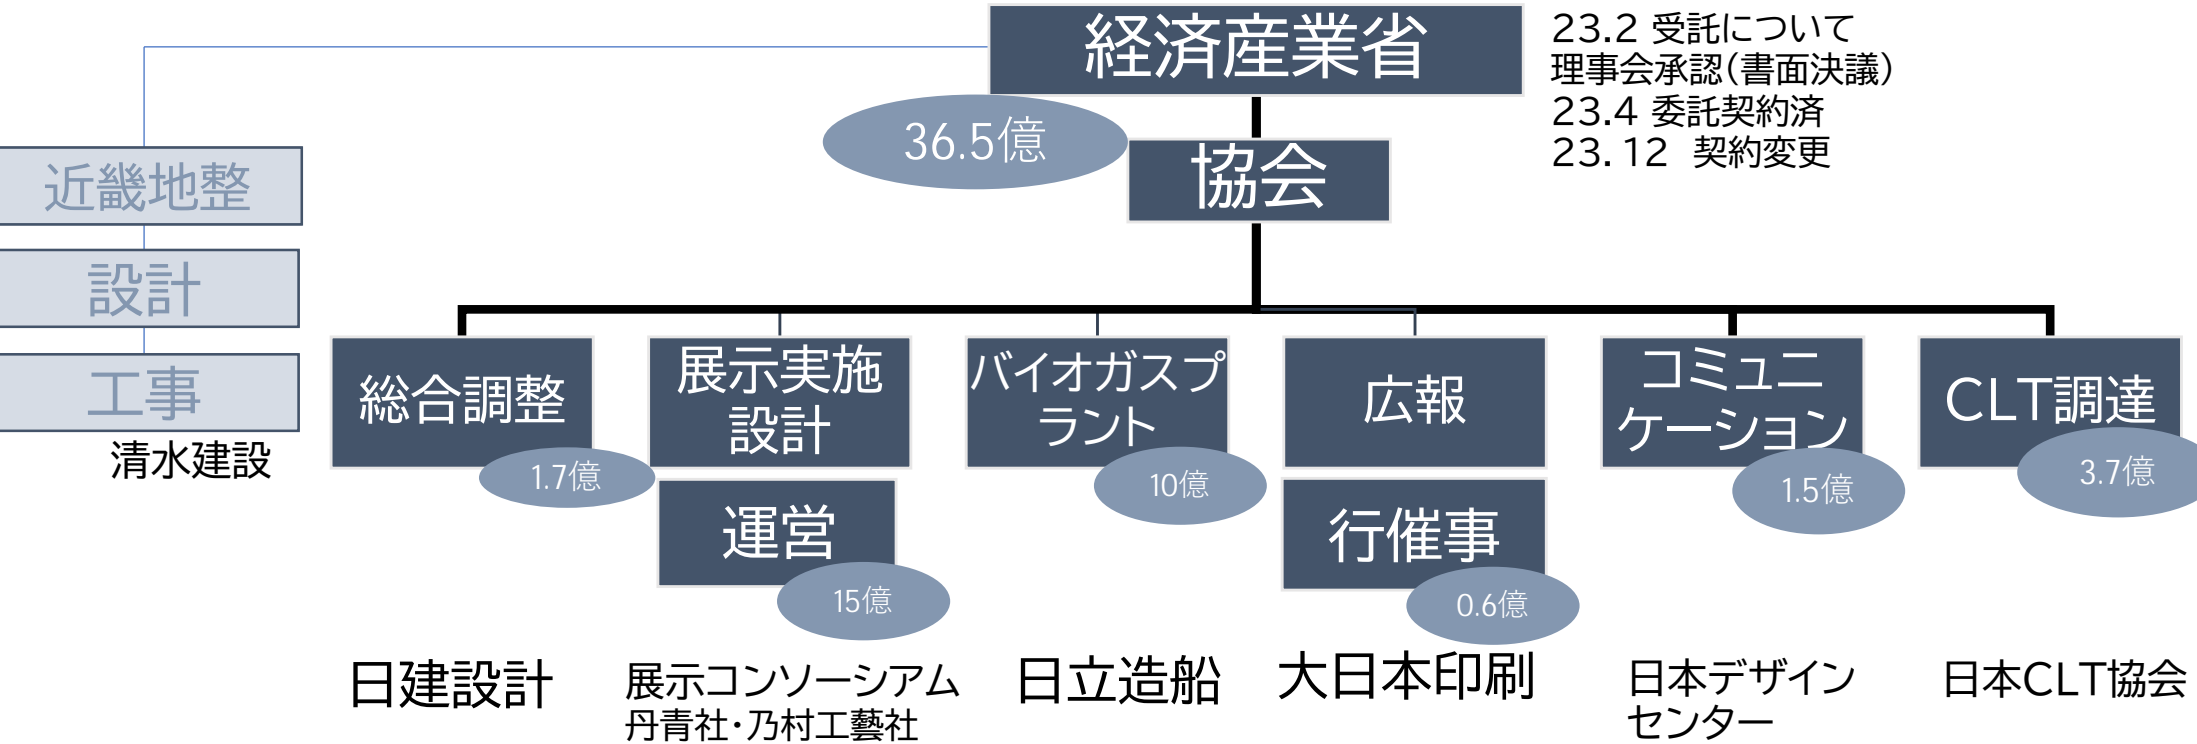 経済産業省
23.2 受託について
理事会承認(書面決議)
23.4 委託契約済
23.12 契約変更
36.5億
協会
近畿地整
設計
工事
清水建設
総合調整
1.7億
展示実施
設計
運営
15億
バイオガスプ
ラント
10億
広報
行催事
0.6億
コミュニ
ケーション
1.5億
CLT調達
3.7億
日建設計
展示コンソーシアム
丹青社・乃村工藝社
日立造船
大日本印刷
日本デザイン
センター
日本CLT協会